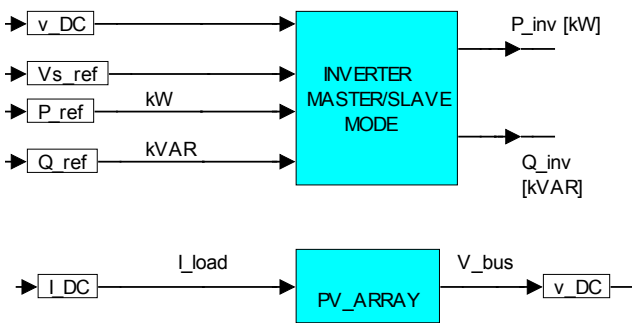 v_DC
P_inv [kW]
Vs_ref
INVERTER
kW
MASTER/SLAVE
P_ref
MODE
kVAR
Q_ref
Q_inv
[kVAR]
I_load
V_bus
I_DC
v_DC
PV_ARRAY